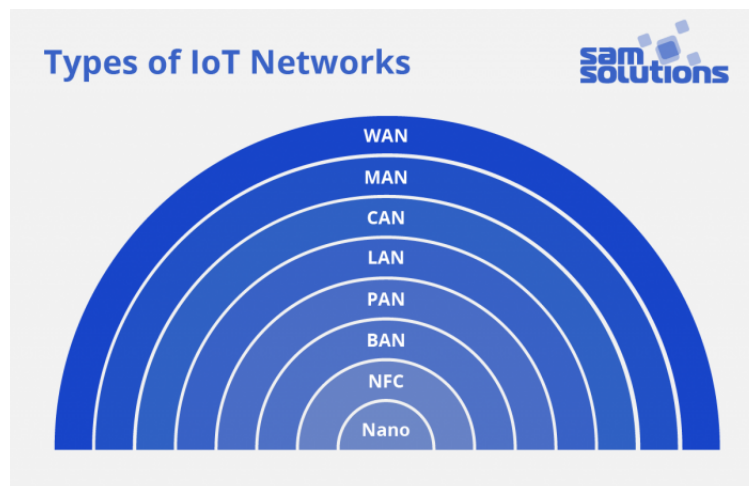 Types of IoT Networks
sam
solutions
WAN
MAN
CAN
LAN
PAN
BAN
NFC
Nano